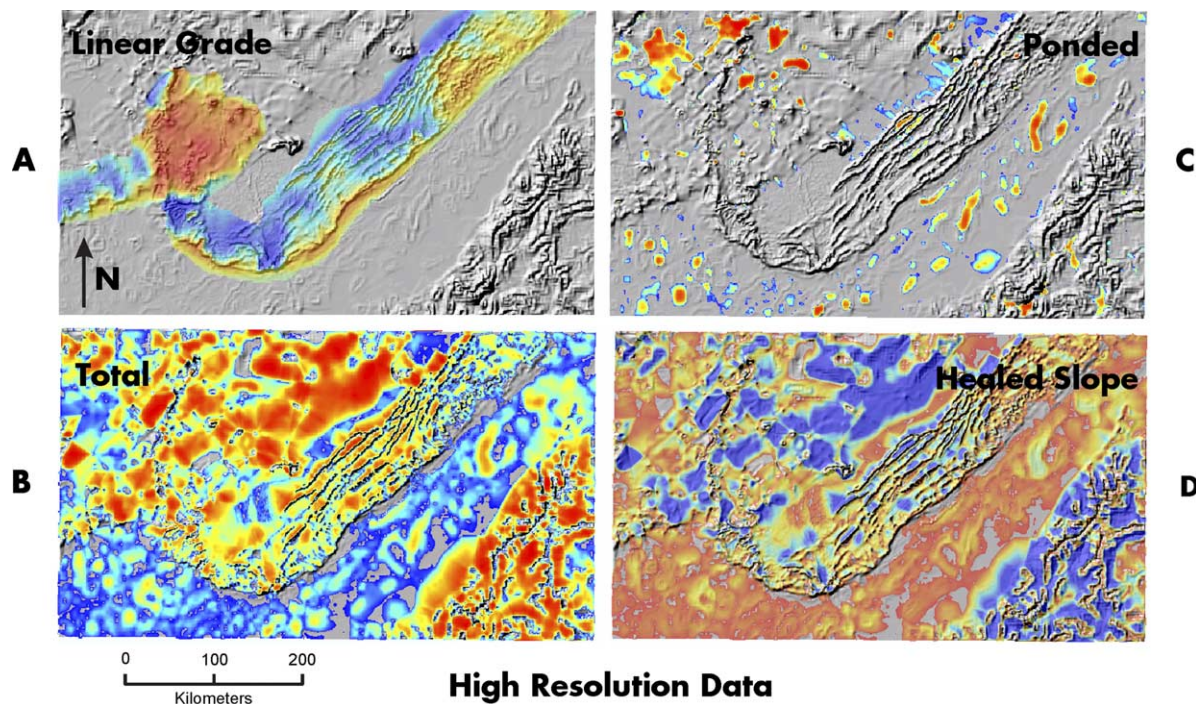 Linear Grade
Ponded
A
C
N
Total
Healed Slope
B
D
0 100 200
Kilometers
High Resolution Data